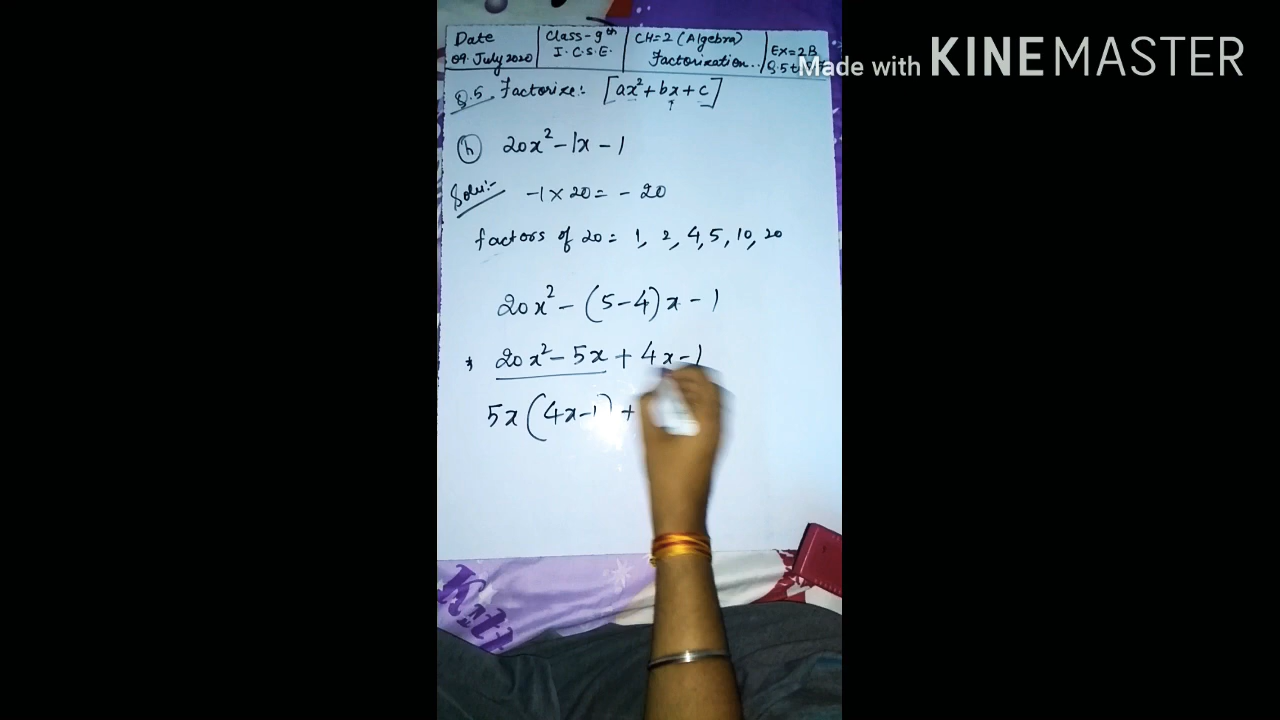 Made with KINEMASTER
Date
09. July 2020
Class - 9th
I. C. S. E.
CH=2 (Algebra)
Factorization..
Ex=2B
Q.5
Q.5 Factorize:- [ax²+bx+c]
(h) 20x² - 1x - 1
Solu:- -1 × 20 = - 20
factors of 20 = 1, 2, 4, 5, 10, 20
20x² - (5-4)x - 1
20x² - 5x + 4x - 1
5x(4x-1) +
Kitt